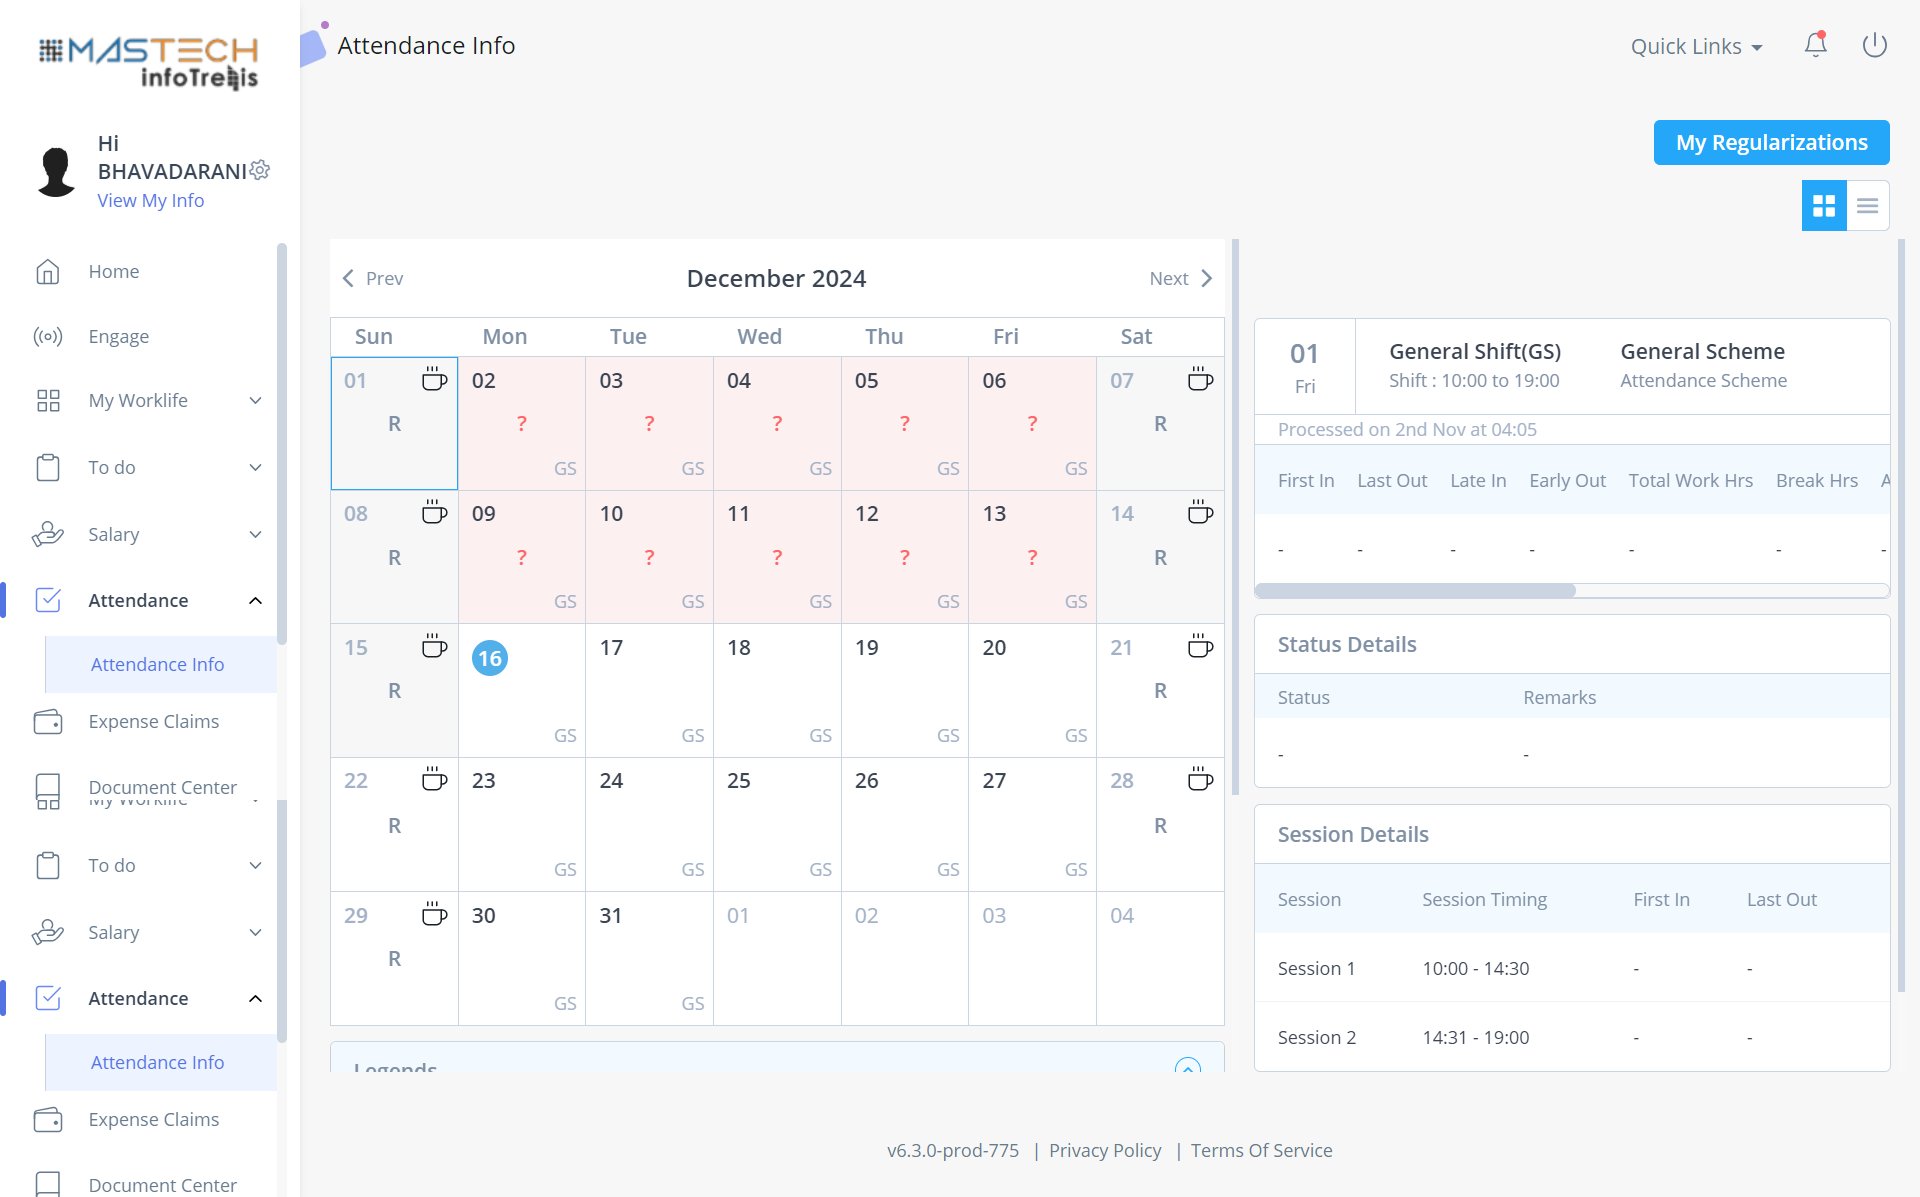 MASTECH
infoTrellis
Hi
BHAVADARANI
View My Info
Home
Engage
My Worklife
To do
Salary
Attendance
Attendance Info
Expense Claims
Document Center
My Worklife
To do
Salary
Attendance
Attendance Info
Expense Claims
Document Center
Attendance Info
Quick Links
My Regularizations
Prev December 2024 Next
Sun Mon Tue Wed Thu Fri Sat
01 02 03 04 05 06 07
R ? ? ? ? ? R
GS GS GS GS GS
08 09 10 11 12 13 14
R ? ? ? ? ? R
GS GS GS GS GS
15 16 17 18 19 20 21
R R
GS GS GS GS GS
22 23 24 25 26 27 28
R R
GS GS GS GS GS
29 30 31 01 02 03 04
R
GS GS
Legends
01 General Shift(GS) General Scheme
Fri Shift : 10:00 to 19:00 Attendance Scheme
Processed on 2nd Nov at 04:05
First In Last Out Late In Early Out Total Work Hrs Break Hrs A
- - - - - - -
Status Details
Status Remarks
- -
Session Details
Session Session Timing First In Last Out
Session 1 10:00 - 14:30 - -
Session 2 14:31 - 19:00 - -
v6.3.0-prod-775 | Privacy Policy | Terms Of Service